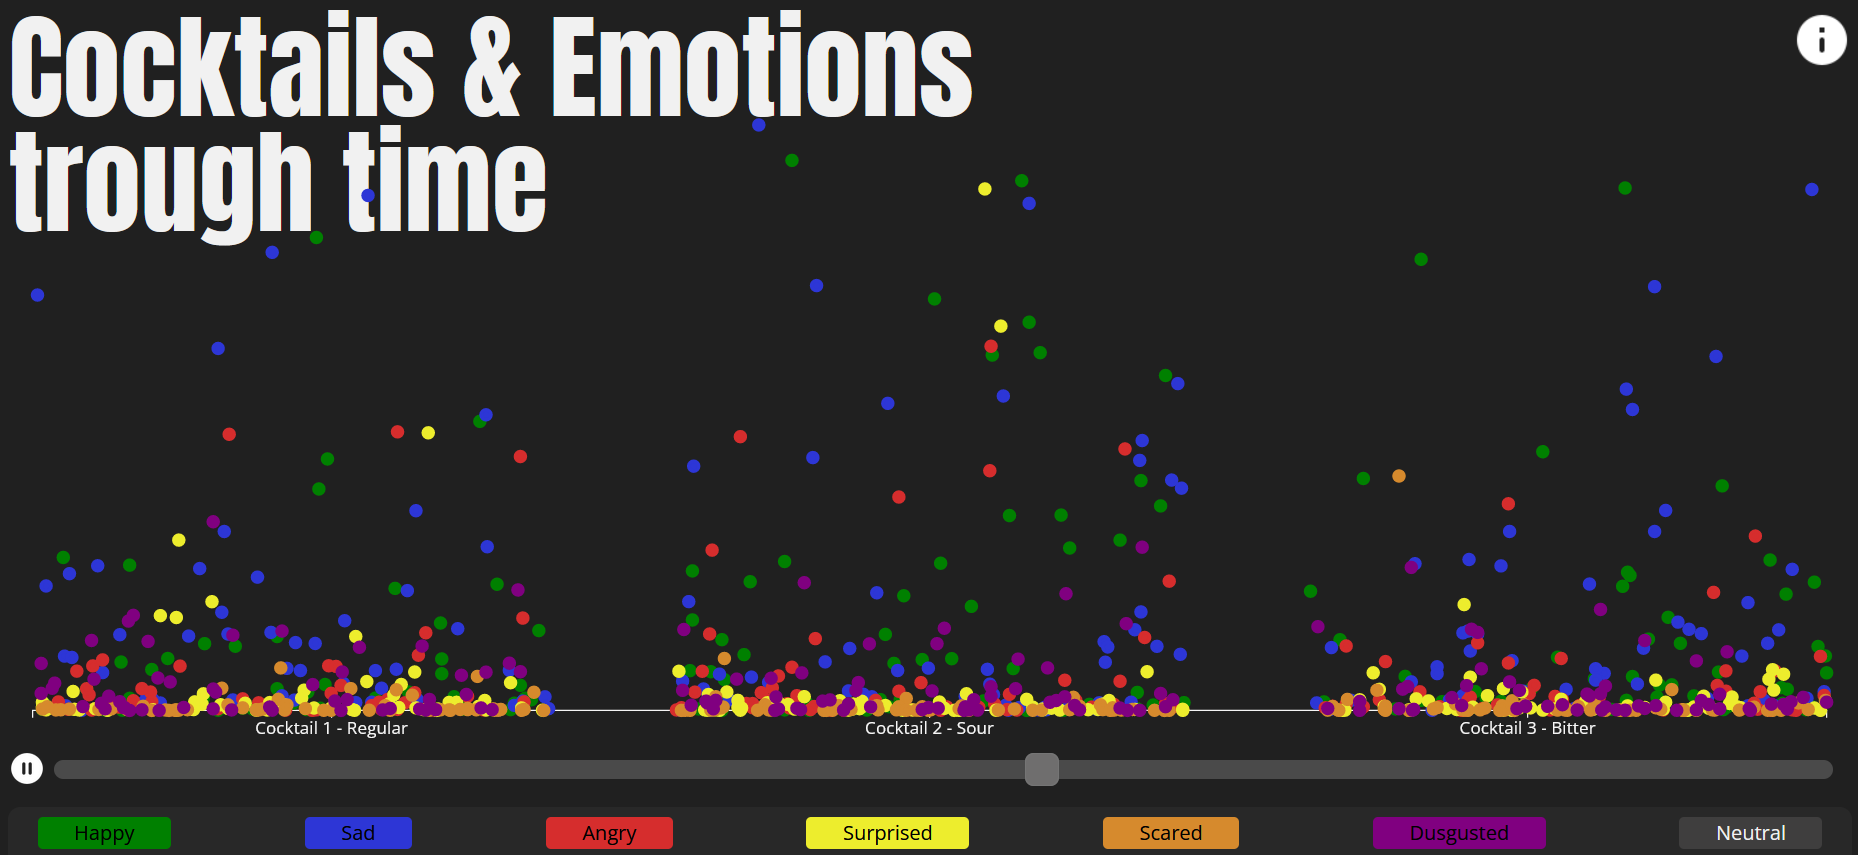 Cocktails & Emotions
trough time
Cocktail 1 - Regular
Cocktail 2 - Sour
Cocktail 3 - Bitter
Happy
Sad
Angry
Surprised
Scared
Dusgusted
Neutral